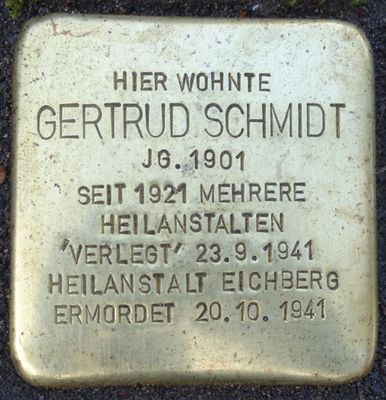 HIER WOHNTE
GERTRUD SCHMIDT
JG. 1901
SEIT 1921 MEHRERE
HEILANSTALTEN
'VERLEGT' 23.9.1941
HEILANSTALT EICHBERG
ERMORDET 20.10.1941